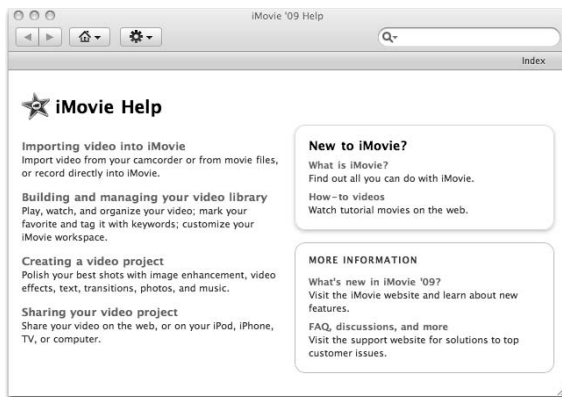 iMovie '09 Help
Index
iMovie Help
Importing video into iMovie
Import video from your camcorder or from movie files,
or record directly into iMovie.
Building and managing your video library
Play, watch, and organize your video; mark your
favorite and tag it with keywords; customize your
iMovie workspace.
Creating a video project
Polish your best shots with image enhancement, video
effects, text, transitions, photos, and music.
Sharing your video project
Share your video on the web, or on your iPod, iPhone,
TV, or computer.
New to iMovie?
What is iMovie?
Find out all you can do with iMovie.
How-to videos
Watch tutorial movies on the web.
MORE INFORMATION
What's new in iMovie '09?
Visit the iMovie website and learn about new
features.
FAQ, discussions, and more
Visit the support website for solutions to top
customer issues.